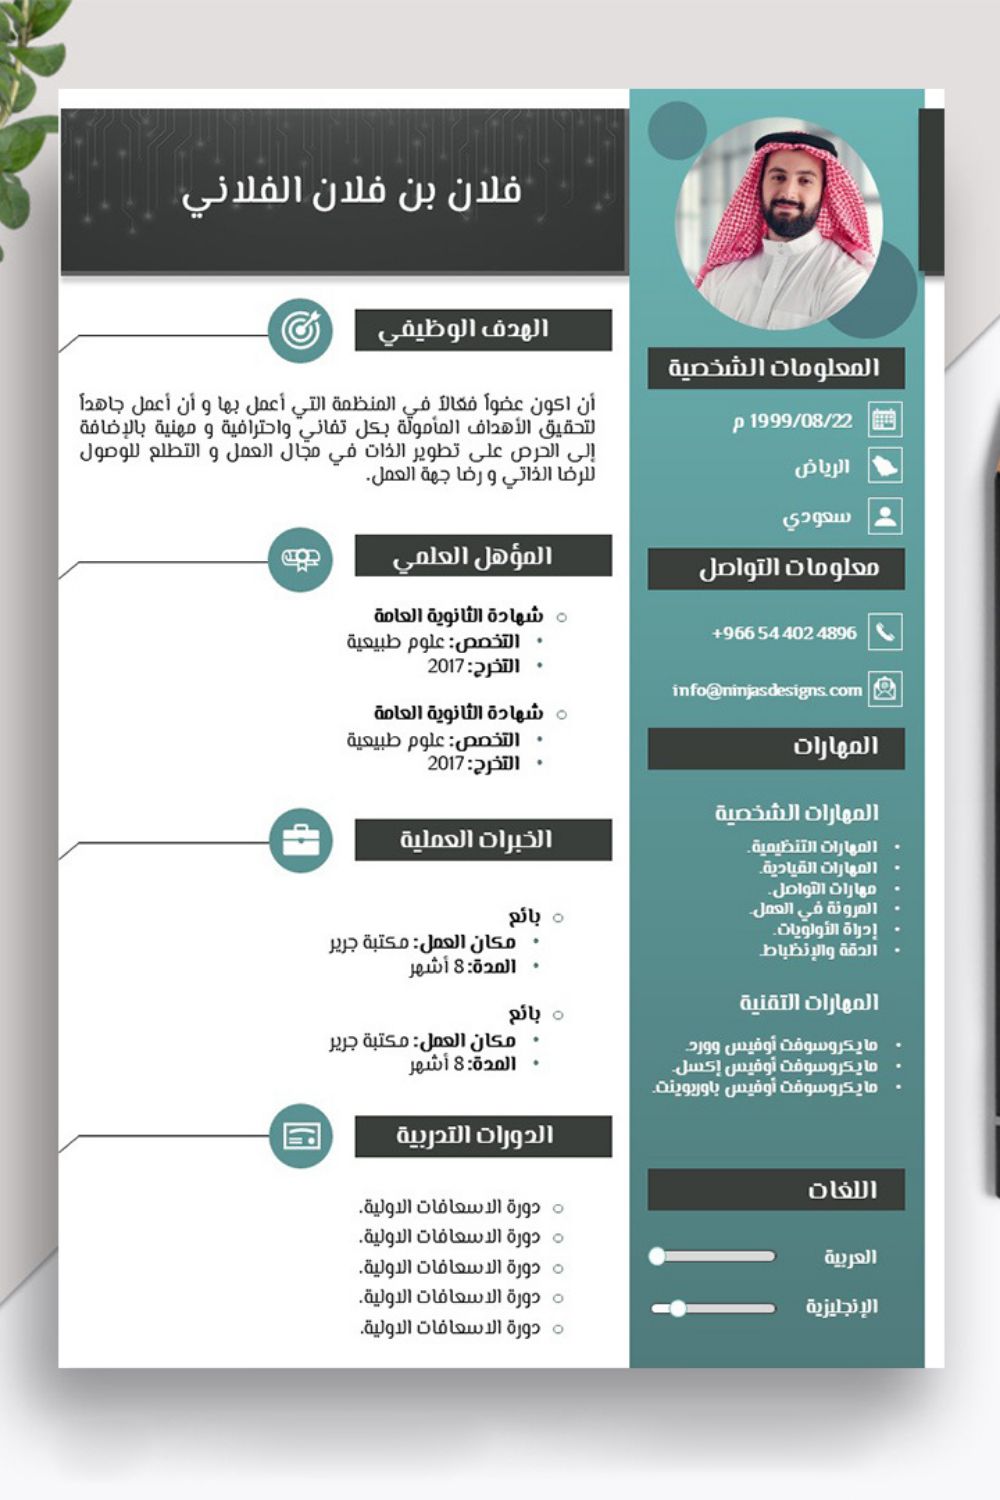 فلان بن فلان الفلاني
المعلومات الشخصية
1999/08/22 م
الرياض
سعودي
معلومات التواصل
+966 54 402 4896
info@ninjasdesigns.com
المهارات
المهارات الشخصية
المهارات التنظيمية.
المهارات القيادية.
مهارات التواصل.
المرونة في العمل.
إدراة الأولويات.
الدقة والإنظباط.
المهارات التقنية
مايكروسوفت أوفيس وورد.
مايكروسوفت أوفيس إكسل.
مايكروسوفت أوفيس باوربوينت.
اللغات
العربية
الإنجليزية
الهدف الوظيفي
أن اكون عضواً فعّالاً في المنظمة التي أعمل بها و أن أعمل جاهداً
لتحقيق الأهداف المأمولة بكل تفاني واحترافية و مهنية بالإضافة
إلى الحرص على تطوير الذات في مجال العمل و التطلع للوصول
للرضا الذاتي و رضا جهة العمل.
المؤهل العلمي
شهادة الثانوية العامة
التخصص: علوم طبيعية
التخرج: 2017
شهادة الثانوية العامة
التخصص: علوم طبيعية
التخرج: 2017
الخبرات العملية
بائع
مكان العمل: مكتبة جرير
المدة: 8 أشهر
بائع
مكان العمل: مكتبة جرير
المدة: 8 أشهر
الدورات التدربية
دورة الاسعافات الاولية.
دورة الاسعافات الاولية.
دورة الاسعافات الاولية.
دورة الاسعافات الاولية.
دورة الاسعافات الاولية.